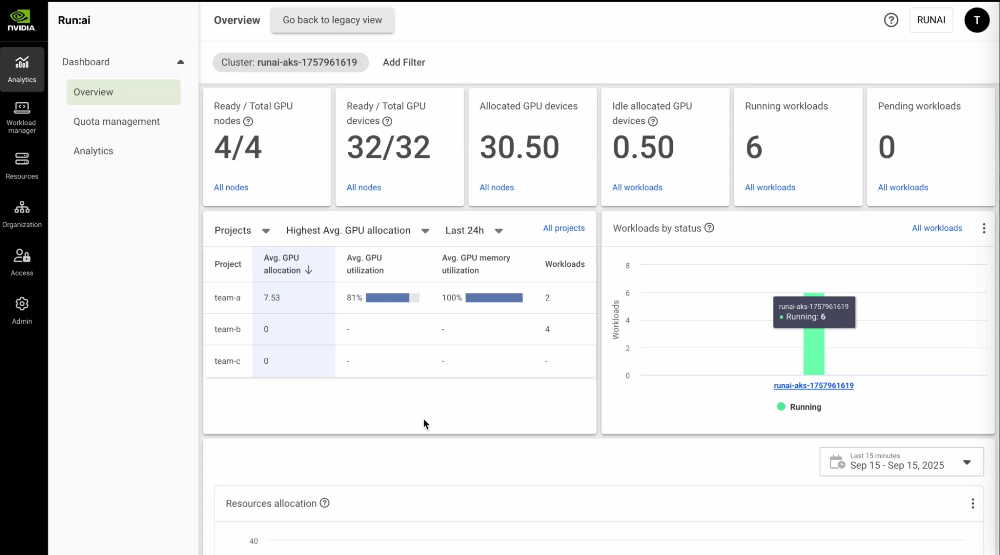 NVIDIA.
Run:ai
Overview
Go back to legacy view
RUNAI
T
Analytics
Workload
manager
Resources
Organization
Access
Admin
Dashboard
Overview
Quota management
Analytics
Cluster: runai-aks-1757961619
Add Filter
Ready / Total GPU
nodes
4/4
All nodes
Ready / Total GPU
devices
32/32
All nodes
Allocated GPU devices
30.50
All nodes
Idle allocated GPU
devices
0.50
All workloads
Running workloads
6
All workloads
Pending workloads
0
All workloads
Projects
Highest Avg. GPU allocation
Last 24h
All projects
Project
Avg. GPU
allocation
Avg. GPU
utilization
Avg. GPU memory
utilization
Workloads
team-a 7.53 81% 100% 2
team-b 0 - - 4
team-c 0 - - -
Workloads by status
All workloads
Workloads
8
6
4
2
0
runai-aks-1757961619
Running: 6
runai-aks-1757961619
Running
Last 15 minutes
Sep 15 - Sep 15, 2025
Resources allocation
40